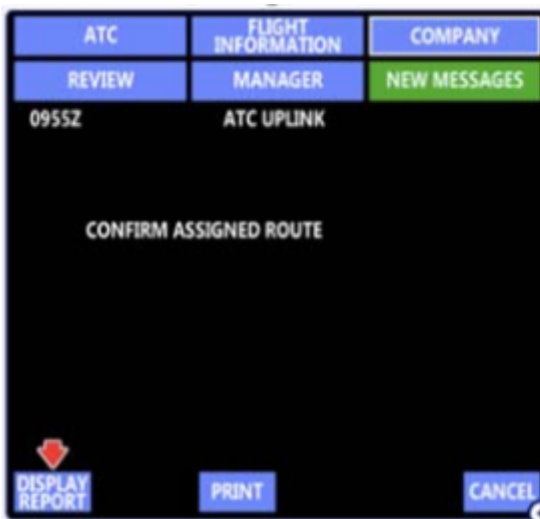 ATC
FLIGHT
INFORMATION
COMPANY
REVIEW
MANAGER
NEW MESSAGES
0955Z ATC UPLINK
CONFIRM ASSIGNED ROUTE
DISPLAY
REPORT
PRINT
CANCEL